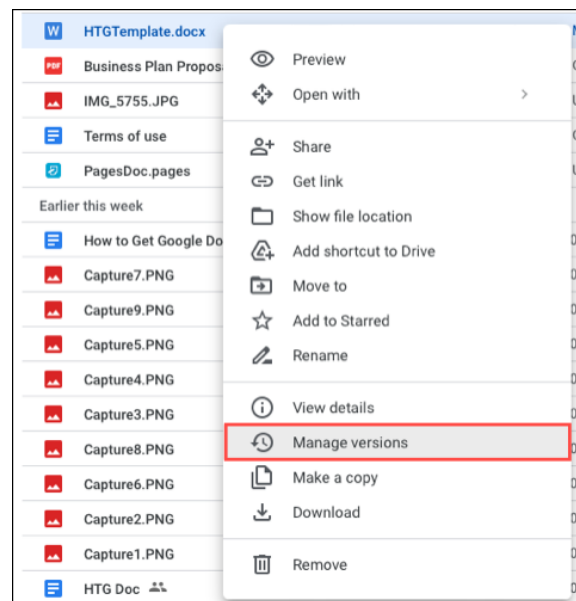 HTGTemplate.docx
Business Plan Propos
IMG_5755.JPG
Terms of use
PagesDoc.pages
Earlier this week
How to Get Google Do
Capture7.PNG
Capture9.PNG
Capture5.PNG
Capture4.PNG
Capture3.PNG
Capture8.PNG
Capture6.PNG
Capture2.PNG
Capture1.PNG
HTG Doc
Preview
Open with
Share
Get link
Show file location
Add shortcut to Drive
Move to
Add to Starred
Rename
View details
Manage versions
Make a copy
Download
Remove